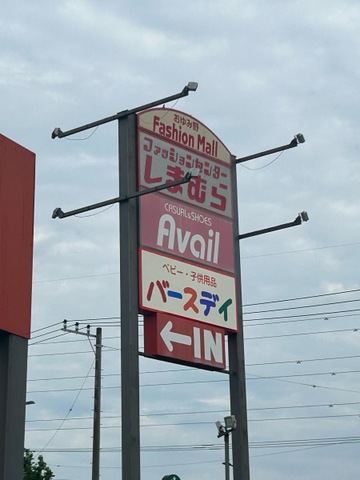 おゆみ野
Fashion Mall
ファッションセンター
しまむら
CASUAL&SHOES
Avail
ベビー・子供用品
バースデイ
←IN